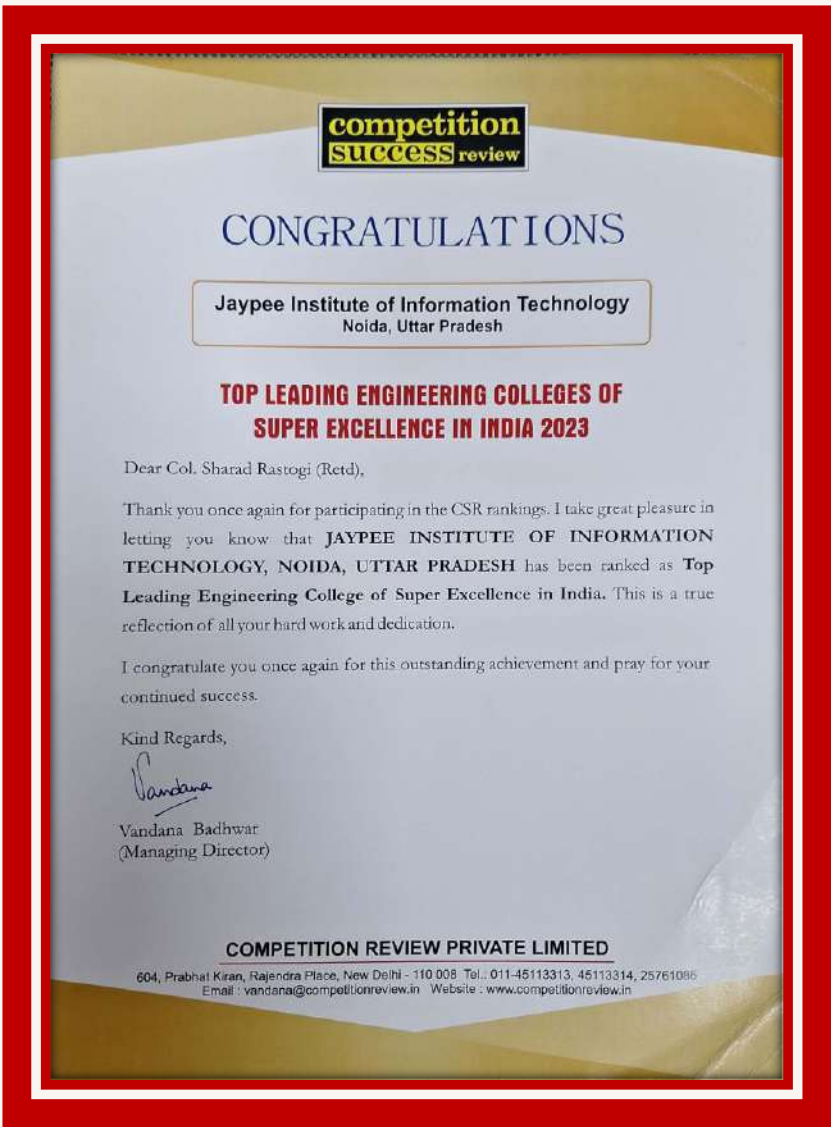 competition
success review
CONGRATULATIONS
Jaypee Institute of Information Technology
Noida, Uttar Pradesh
TOP LEADING ENGINEERING COLLEGES OF
SUPER EXCELLENCE IN INDIA 2023
Dear Col. Sharad Rastogi (Retd),
Thank you once again for participating in the CSR rankings. I take great pleasure in
letting you know that JAYPEE INSTITUTE OF INFORMATION
TECHNOLOGY, NOIDA, UTTAR PRADESH has been ranked as Top
Leading Engineering College of Super Excellence in India. This is a true
reflection of all your hard work and dedication.
I congratulate you once again for this outstanding achievement and pray for your
continued success.
Kind Regards,
Vandana
Vandana Badhwar
(Managing Director)
COMPETITION REVIEW PRIVATE LIMITED
604, Prabhat Kiran, Rajendra Place, New Delhi - 110 008 Tel.: 011-45113313, 45113314, 25761086
Email : vandana@competitionreview.in Website : www.competitionreview.in